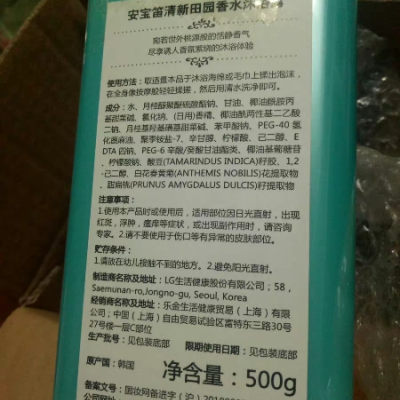 安宝笛清新田园香水沐浴
宛若世外桃源般的恬静香气
尽享诱人香氛萦绕的沐浴体验
使用方法：取适量本品于沐浴海绵或毛巾上揉出泡沫，
在全身像按摩般轻轻揉搓，然后用清水洗净即可。
成分：水、月桂醇聚醚硫酸酯钠、甘油、椰油酰胺丙
基甜菜碱、氯化钠、（日用）香精、椰油酰两性基二乙酸
二钠、月桂基羟基磺基甜菜碱、苯甲酸钠、PEG-40 氢
化蓖麻油、聚季铵盐-7、辛甘醇、柠檬酸、己二醇、E
DTA 四钠、PEG-6 辛酸/癸酸甘油酯类、椰油基葡糖苷
、柠檬酸钠、酸豆(TAMARINDUS INDICA)籽胶、1,2
-己二醇、白花春黄菊(ANTHEMIS NOBILIS)花提取物
、甜扁桃(PRUNUS AMYGDALUS DULCIS)籽提取物
注意事项：
1.使用本产品时或使用后，适用部位因日光直射，出现
红斑，浮肿，瘙痒等症状，或出现副作用时，请咨询
专家。2.请不要使用于伤口等有异常的皮肤部位。
贮存条件：
1.请放在幼儿接触不到的地方。2.避免阳光直射。
制造商名称及地址：LG生活健康股份有限公司；58,
Saemunan-ro,Jongno-gu, Seoul, Korea
经销商名称及地址：乐金生活健康贸易（上海）有限
公司；中国（上海）自由贸易试验区富特东三路30号
27号楼一层C部位
生产批号：见包装底部 限期使用日期：见包装底部
原产国：韩国 净含量：500g
备案文号：国妆网备进字（沪）